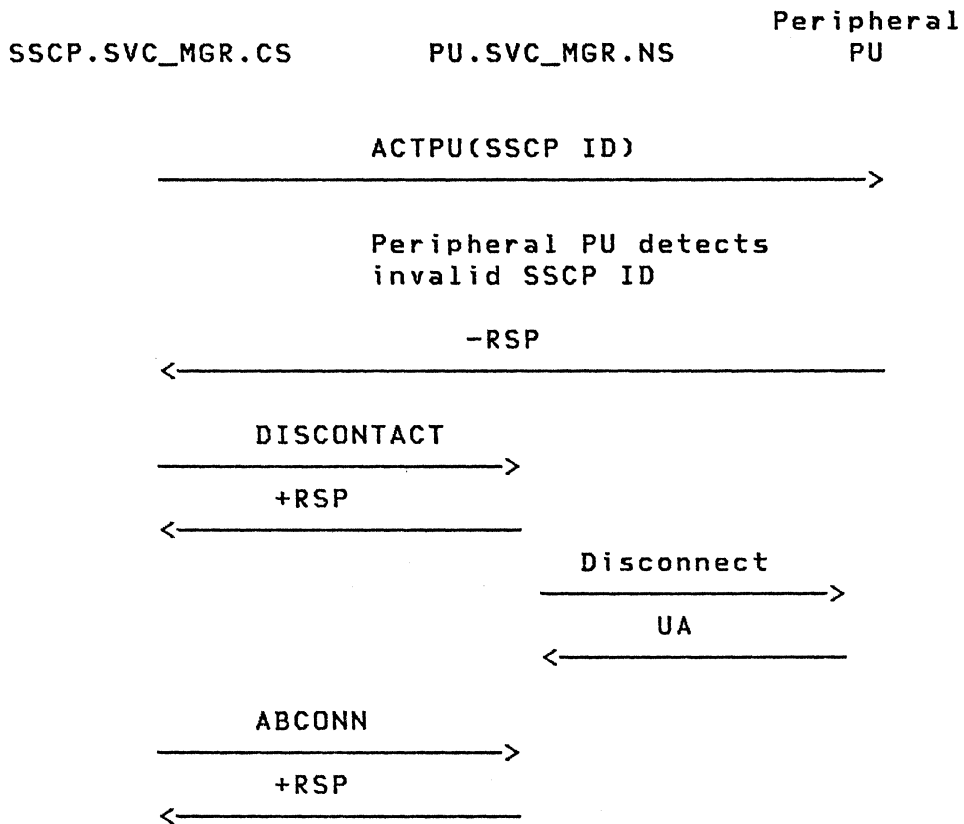 Peripheral
SSCP.SVC_MGR.CS PU.SVC_MGR.NS PU
ACTPU(SSCP ID)
Peripheral PU detects
invalid SSCP ID
-RSP
DISCONTACT
+RSP
Disconnect
UA
ABCONN
+RSP